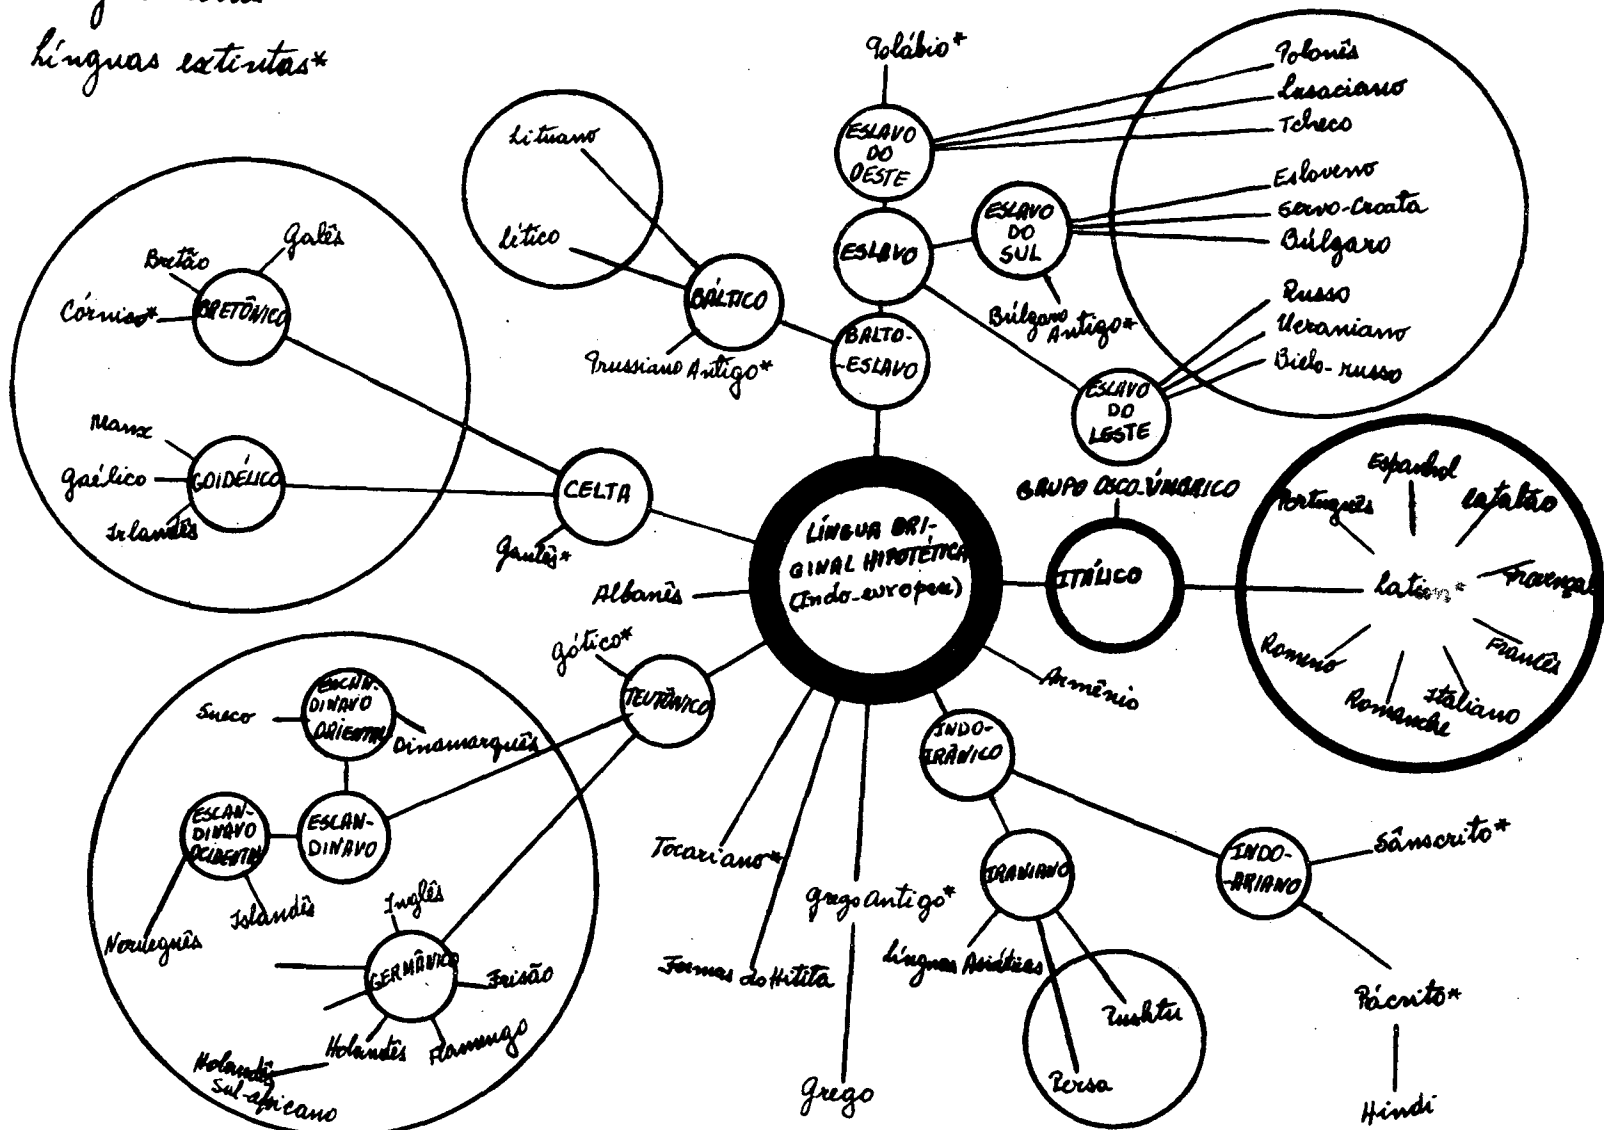 Línguas extintas*
Polábio*
ESLAVO
DO
OESTE
Polonês
Lusaciano
Tcheco
Lituano
Lético
BÁLTICO
Prussiano Antigo*
ESLAVO
ESLAVO
DO
SUL
Esloveno
Servo-Croata
Búlgaro
Búlgaro
Antigo*
BALTO-
-ESLAVO
ESLAVO
DO
LESTE
Russo
Ucraniano
Bielo-russo
Galês
Bretão
Córnico*
BRETÔNICO
Manx
Gaélico
Irlandês
GOIDÉLICO
CELTA
Gaulês*
LÍNGUA ORI-
GINAL HIPOTÉTICA
(Indo-europeu)
GRUPO OSCO-ÚMBRICO
ITÁLICO
Espanhol
Português
Catalão
Latim*
Provençal
Romeno
Francês
Romanche
Italiano
Albanês
Armênio
Gótico*
TEUTÔNICO
ESCAN-
DINAVO
ORIENTAL
Sueco
Dinamarquês
ESCAN-
DINAVO
OCIDENTAL
ESCAN-
DINAVO
Norueguês
Islandês
Inglês
GERMÂNICO
Frisão
Holandês
Flamengo
Holandês
Sul-africano
Tocariano*
Formas do Hitita
Grego Antigo*
Grego
INDO-
IRÂNICO
IRANIANO
Línguas Asiáticas
Pushtu
Persa
INDO-
-ARIANO
Sânscrito*
Pácrito*
Hindi